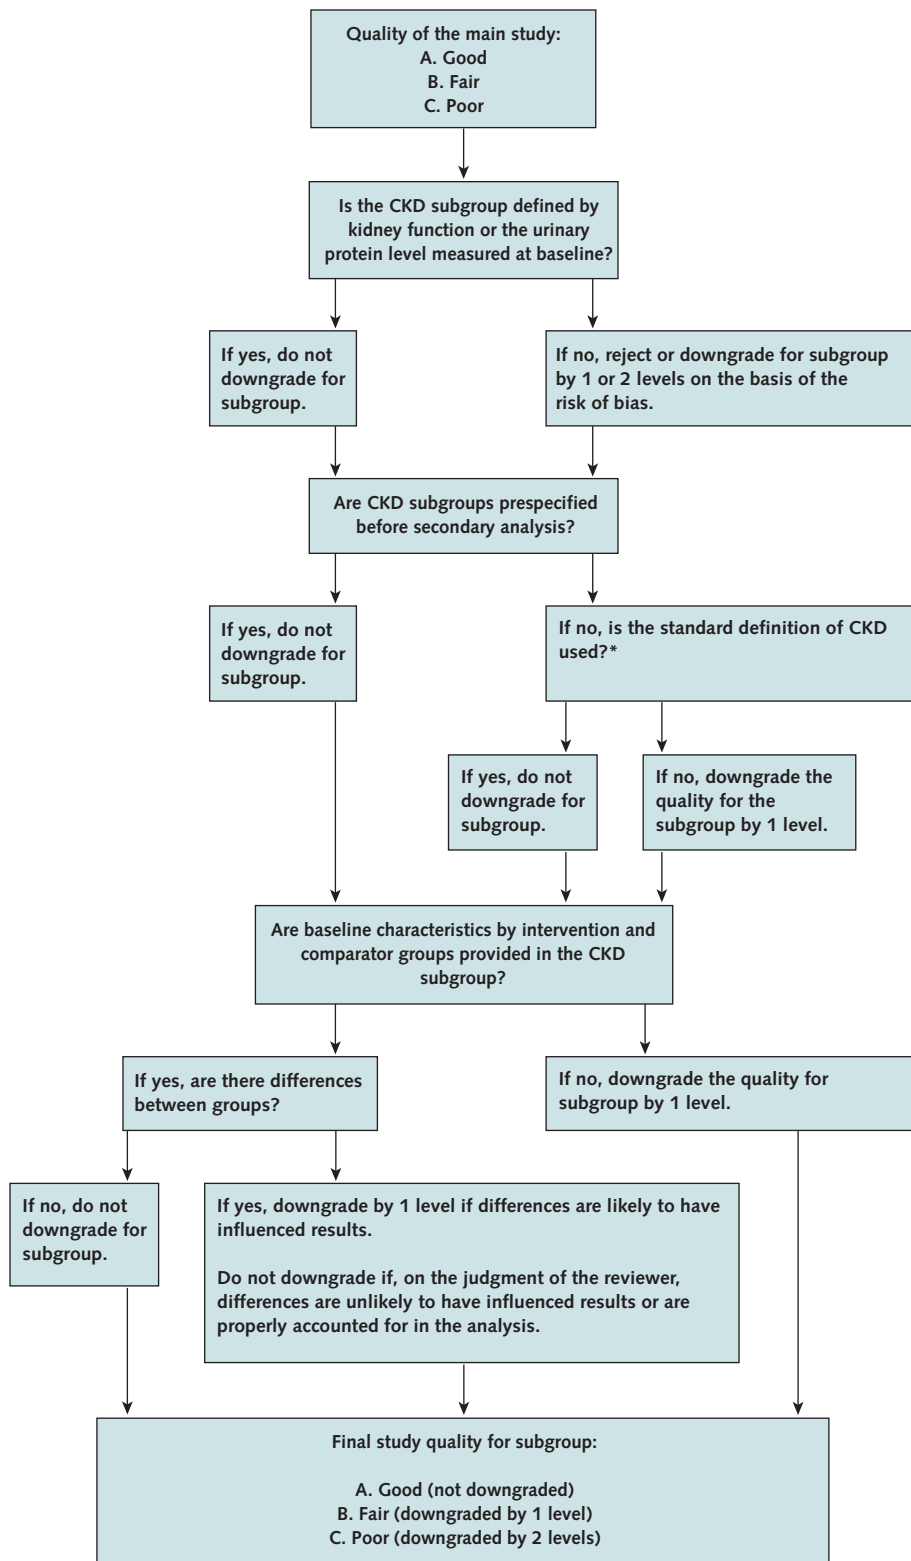 Quality of the main study:
A. Good
B. Fair
C. Poor
Is the CKD subgroup defined by
kidney function or the urinary
protein level measured at baseline?
If yes, do not
downgrade for
subgroup.
If no, reject or downgrade for subgroup
by 1 or 2 levels on the basis of the
risk of bias.
Are CKD subgroups prespecified
before secondary analysis?
If yes, do not
downgrade for
subgroup.
If no, is the standard definition of CKD
used?*
If yes, do not
downgrade for
subgroup.
If no, downgrade the
quality for the
subgroup by 1 level.
Are baseline characteristics by intervention and
comparator groups provided in the CKD
subgroup?
If yes, are there differences
between groups?
If no, downgrade the quality for
subgroup by 1 level.
If no, do not
downgrade for
subgroup.
If yes, downgrade by 1 level if differences are likely to have
influenced results.
Do not downgrade if, on the judgment of the reviewer,
differences are unlikely to have influenced results or are
properly accounted for in the analysis.
Final study quality for subgroup:
A. Good (not downgraded)
B. Fair (downgraded by 1 level)
C. Poor (downgraded by 2 levels)